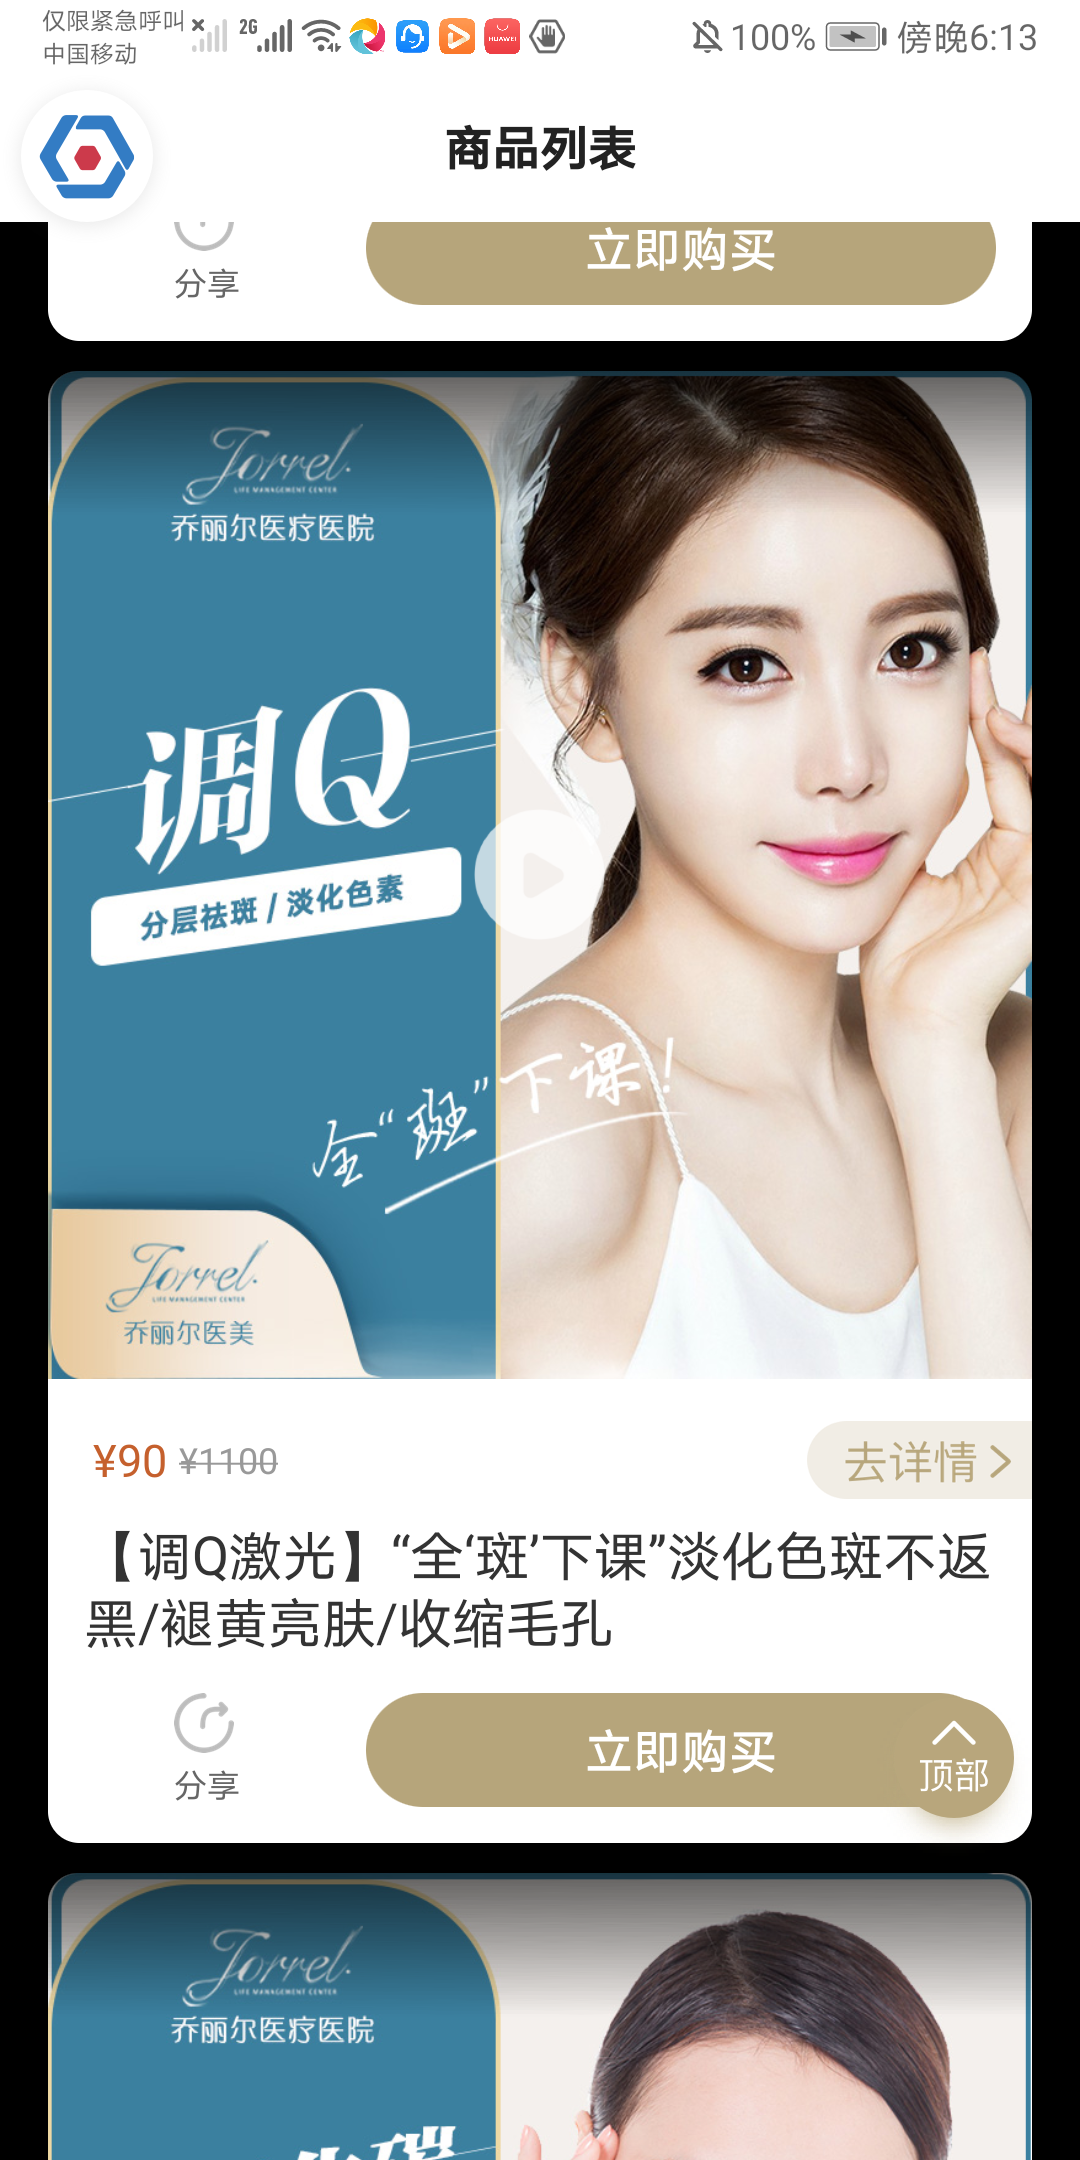 仅限紧急呼叫
中国移动
2G
HUAWEI
100%
傍晚6:13
商品列表
分享
立即购买
Jorrel.
LIFE MANAGEMENT CENTER
乔丽尔医疗医院
调Q
分层祛斑 / 淡化色素
全“斑”下课!
Jorrel.
LIFE MANAGEMENT CENTER
乔丽尔医美
¥90 ¥1100
去详情
【调Q激光】“全‘斑’下课”淡化色斑不返
黑/褪黄亮肤/收缩毛孔
分享
立即购买
顶部
Jorrel.
LIFE MANAGEMENT CENTER
乔丽尔医疗医院